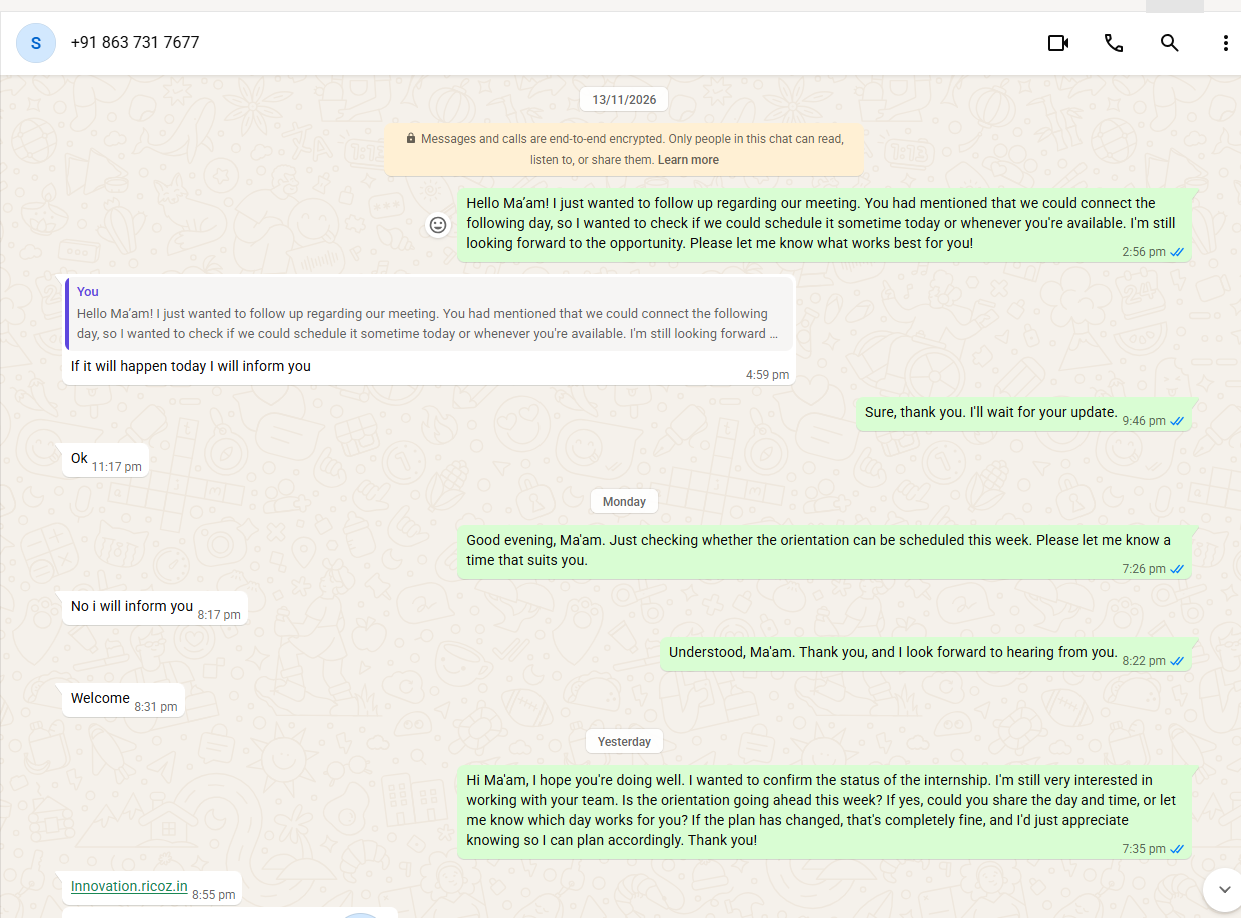 S
+91 863 731 7677
13/11/2026
Messages and calls are end-to-end encrypted. Only people in this chat can read,
listen to, or share them. Learn more
Hello Ma'am! I just wanted to follow up regarding our meeting. You had mentioned that we could connect the
following day, so I wanted to check if we could schedule it sometime today or whenever you're available. I'm still
looking forward to the opportunity. Please let me know what works best for you!
2:56 pm
You
Hello Ma'am! I just wanted to follow up regarding our meeting. You had mentioned that we could connect the following
day, so I wanted to check if we could schedule it sometime today or whenever you're available. I'm still looking forward ...
If it will happen today I will inform you
4:59 pm
Sure, thank you. I'll wait for your update. 9:46 pm
Ok 11:17 pm
Monday
Good evening, Ma'am. Just checking whether the orientation can be scheduled this week. Please let me know a
time that suits you.
7:26 pm
No i will inform you 8:17 pm
Understood, Ma'am. Thank you, and I look forward to hearing from you. 8:22 pm
Welcome 8:31 pm
Yesterday
Hi Ma'am, I hope you're doing well. I wanted to confirm the status of the internship. I'm still very interested in
working with your team. Is the orientation going ahead this week? If yes, could you share the day and time, or let
me know which day works for you? If the plan has changed, that's completely fine, and I'd just appreciate
knowing so I can plan accordingly. Thank you!
7:35 pm
Innovation.ricoz.in 8:55 pm